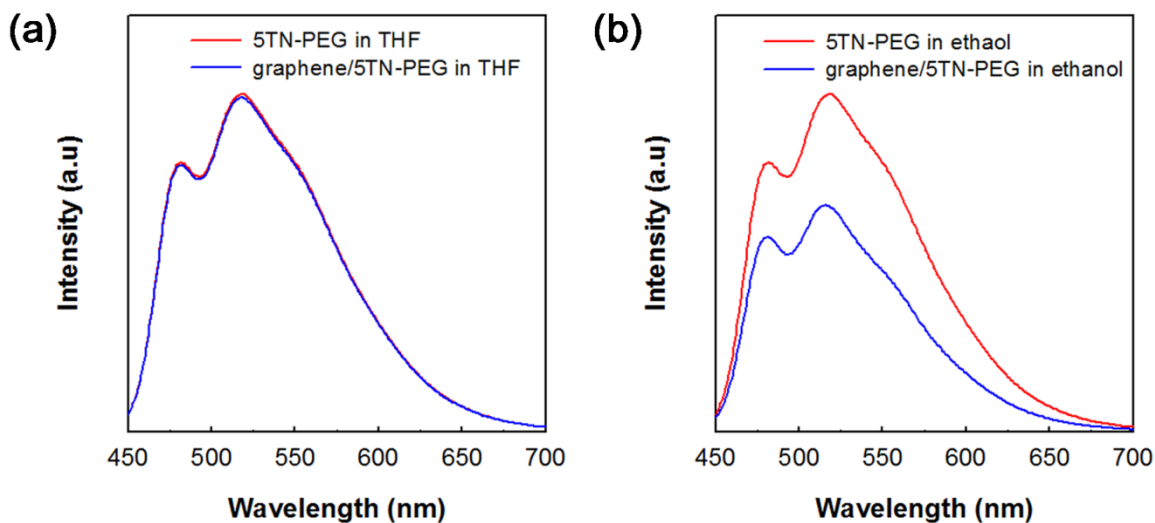 (a)
5TN-PEG in THF
graphene/5TN-PEG in THF
Intensity (a.u)
450 500 550 600 650 700
Wavelength (nm)
(b)
5TN-PEG in ethaol
graphene/5TN-PEG in ethanol
Intensity (a.u)
450 500 550 600 650 700
Wavelength (nm)